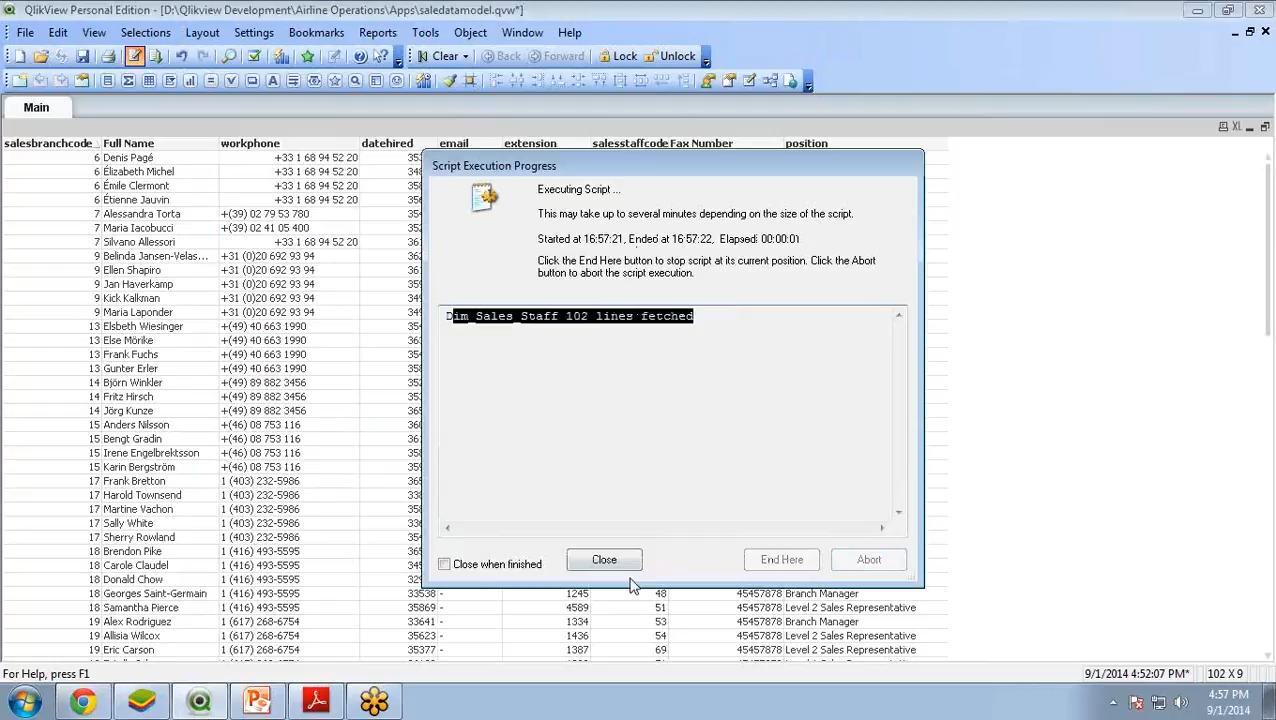 QlikView Personal Edition - [D:\Qlikview Development\Airline Operations\Apps\saledatamodel.qvw*]
File Edit View Selections Layout Settings Bookmarks Reports Tools Object Window Help
Clear Back Forward Lock Unlock
Main
XL
salesbranchcode Full Name workphone datehired email extension salesstaffcode Fax Number position
6 Denis Pagé +33 1 68 94 52 20
6 Élizabeth Michel +33 1 68 94 52 20
6 Émile Clermont +33 1 68 94 52 20
6 Étienne Jauvin +33 1 68 94 52 20
7 Alessandra Torta +(39) 02 79 53 780
7 Maria Iacobucci +(39) 02 41 05 400
7 Silvano Allessori +33 1 68 94 52 20
9 Belinda Jansen-Velas... +31 (0)20 692 93 94
9 Ellen Shapiro +31 (0)20 692 93 94
9 Jan Haverkamp +31 (0)20 692 93 94
9 Kick Kalkman +31 (0)20 692 93 94
9 Maria Laponder +31 (0)20 692 93 94
13 Elsbeth Wiesinger +(49) 40 663 1990
13 Else Mörike +(49) 40 663 1990
13 Frank Fuchs +(49) 40 663 1990
13 Gunter Erler +(49) 40 663 1990
14 Björn Winkler +(49) 89 882 3456
14 Fritz Hirsch +(49) 89 882 3456
14 Jörg Kunze +(49) 89 882 3456
15 Anders Nilsson +(46) 08 753 116
15 Bengt Gradin +(46) 08 753 116
15 Irene Engelbrektsson +(46) 08 753 116
15 Karin Bergström +(46) 08 753 116
17 Frank Bretton 1 (403) 232-5986
17 Harold Townsend 1 (403) 232-5986
17 Martine Vachon 1 (403) 232-5986
17 Sally White 1 (403) 232-5986
17 Sherry Rowland 1 (403) 232-5986
18 Brendon Pike 1 (416) 493-5595
18 Carole Claudel 1 (416) 493-5595
18 Donald Chow 1 (416) 493-5595
18 Georges Saint-Germain 1 (416) 493-5595 33538 - 1245 48 45457878 Branch Manager
18 Samantha Pierce 1 (416) 493-5595 35869 - 4589 51 45457878 Level 2 Sales Representative
19 Alex Rodriguez 1 (617) 268-6754 33641 - 1334 53 45457878 Branch Manager
19 Allisia Wilcox 1 (617) 268-6754 35623 - 1436 54 45457878 Level 2 Sales Representative
19 Eric Carson 1 (617) 268-6754 35377 - 1387 69 45457878 Level 2 Sales Representative
Script Execution Progress
Executing Script ...
This may take up to several minutes depending on the size of the script.
Started at 16:57:21, Ended at 16:57:22, Elapsed: 00:00:01
Click the End Here button to stop script at its current position. Click the Abort
button to abort the script execution.
Dim_Sales_Staff 102 lines fetched
Close when finished Close End Here Abort
For Help, press F1 9/1/2014 4:52:07 PM* 102 X 9
4:57 PM
9/1/2014